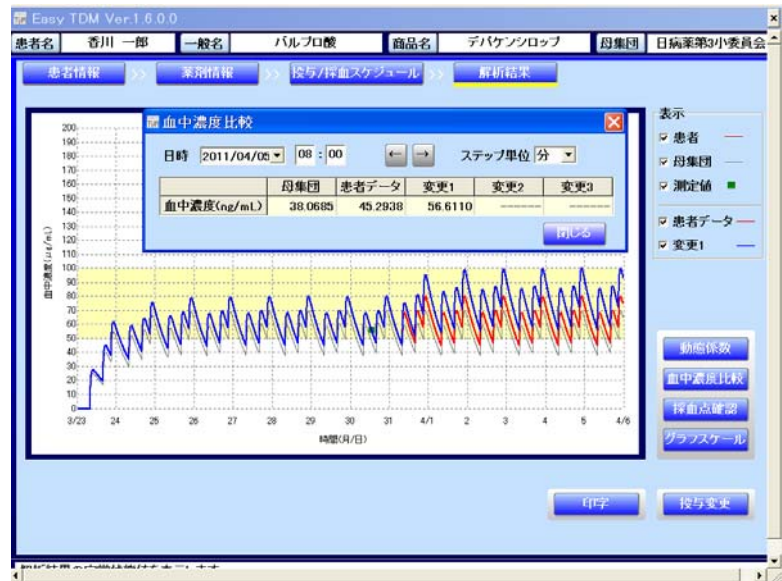 Easy TDM Ver.1.6.0.0
患者名 香川 一郎 一般名 バルプロ酸 商品名 デパケンシロップ 母集団 日病薬第3小委員会
患者情報 >> 薬剤情報 >> 投与/採血スケジュール >> 解析結果
血中濃度比較
日時 2011/04/05 08 : 00 ← → ステップ単位 分
母集団 患者データ 変更1 変更2 変更3
血中濃度(ng/mL) 38.0685 45.2938 56.6110 ------ ------
閉じる
表示
患者
母集団
測定値
患者データ
変更1
血中濃度(μg/mL)
200
190
180
170
160
150
140
130
120
110
100
90
80
70
60
50
40
30
20
10
0
3/23 24 25 26 27 28 29 30 31 4/1 2 3 4 5 4/6
時間(月/日)
動態係数
血中濃度比較
採血点確認
グラフスケール
印字 投与変更